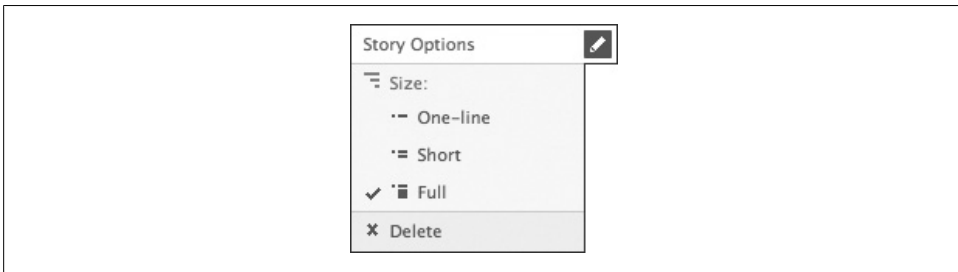 Story Options
Size:
One-line
Short
Full
Delete